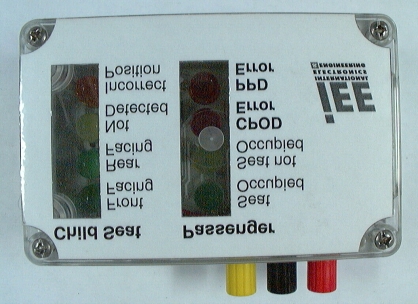 Child Seat
Front
Facing
Rear
Facing
Not
Detected
Incorrect
Position
Passenger
Seat
Occupied
Seat not
Occupied
CPOD
Error
PPD
Error
iEE
INTERNATIONAL
ELECTRONICS
& ENGINEERING